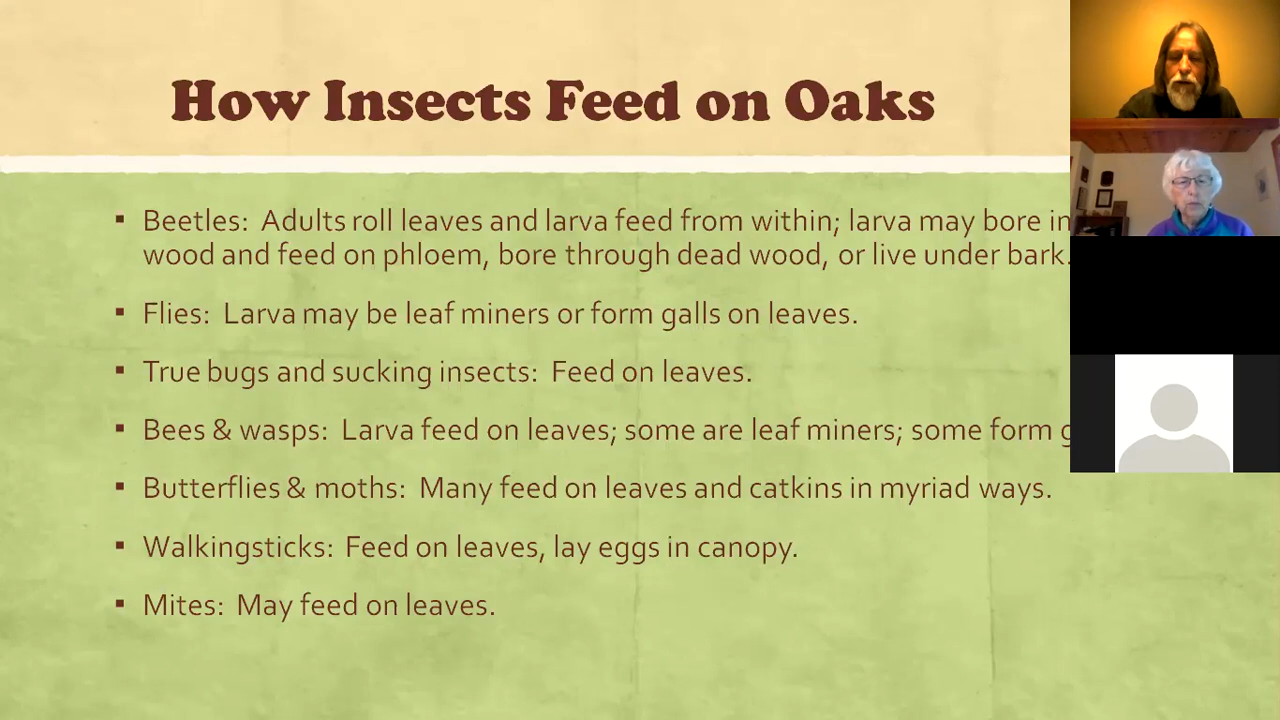 How Insects Feed on Oaks
▪ Beetles: Adults roll leaves and larva feed from within; larva may bore in
wood and feed on phloem, bore through dead wood, or live under bark.
▪ Flies: Larva may be leaf miners or form galls on leaves.
▪ True bugs and sucking insects: Feed on leaves.
▪ Bees & wasps: Larva feed on leaves; some are leaf miners; some form
▪ Butterflies & moths: Many feed on leaves and catkins in myriad ways.
▪ Walkingsticks: Feed on leaves, lay eggs in canopy.
▪ Mites: May feed on leaves.